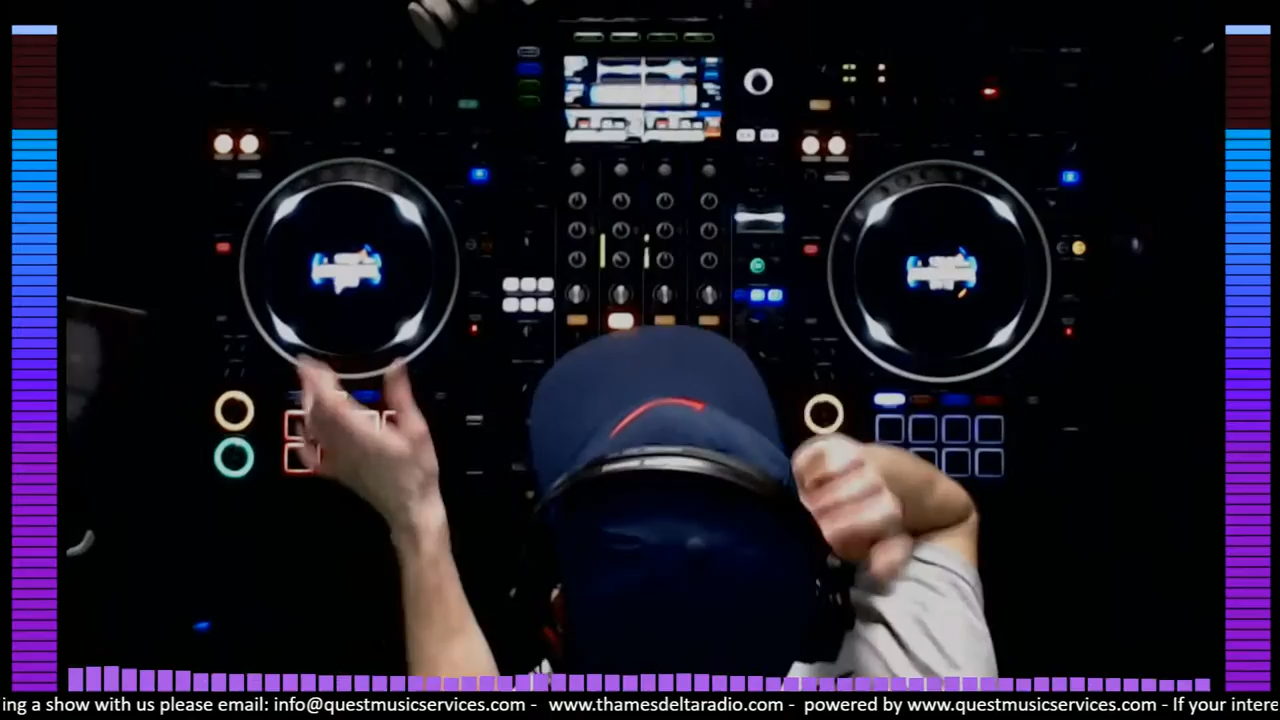 ing a show with us please email: info@questmusicservices.com -   www.thamesdeltaradio.com -  powered by www.questmusicservices.com - If your intere